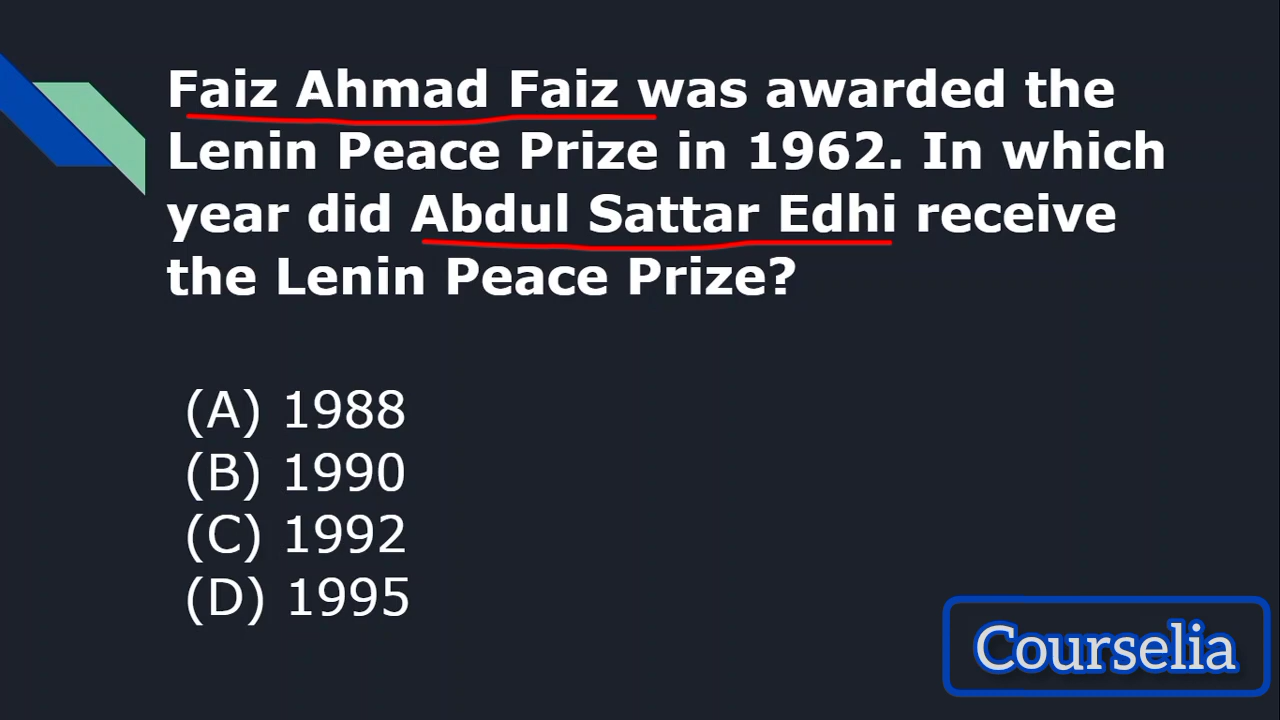 Faiz Ahmad Faiz was awarded the
Lenin Peace Prize in 1962. In which
year did Abdul Sattar Edhi receive
the Lenin Peace Prize?
(A) 1988
(B) 1990
(C) 1992
(D) 1995
Courselia